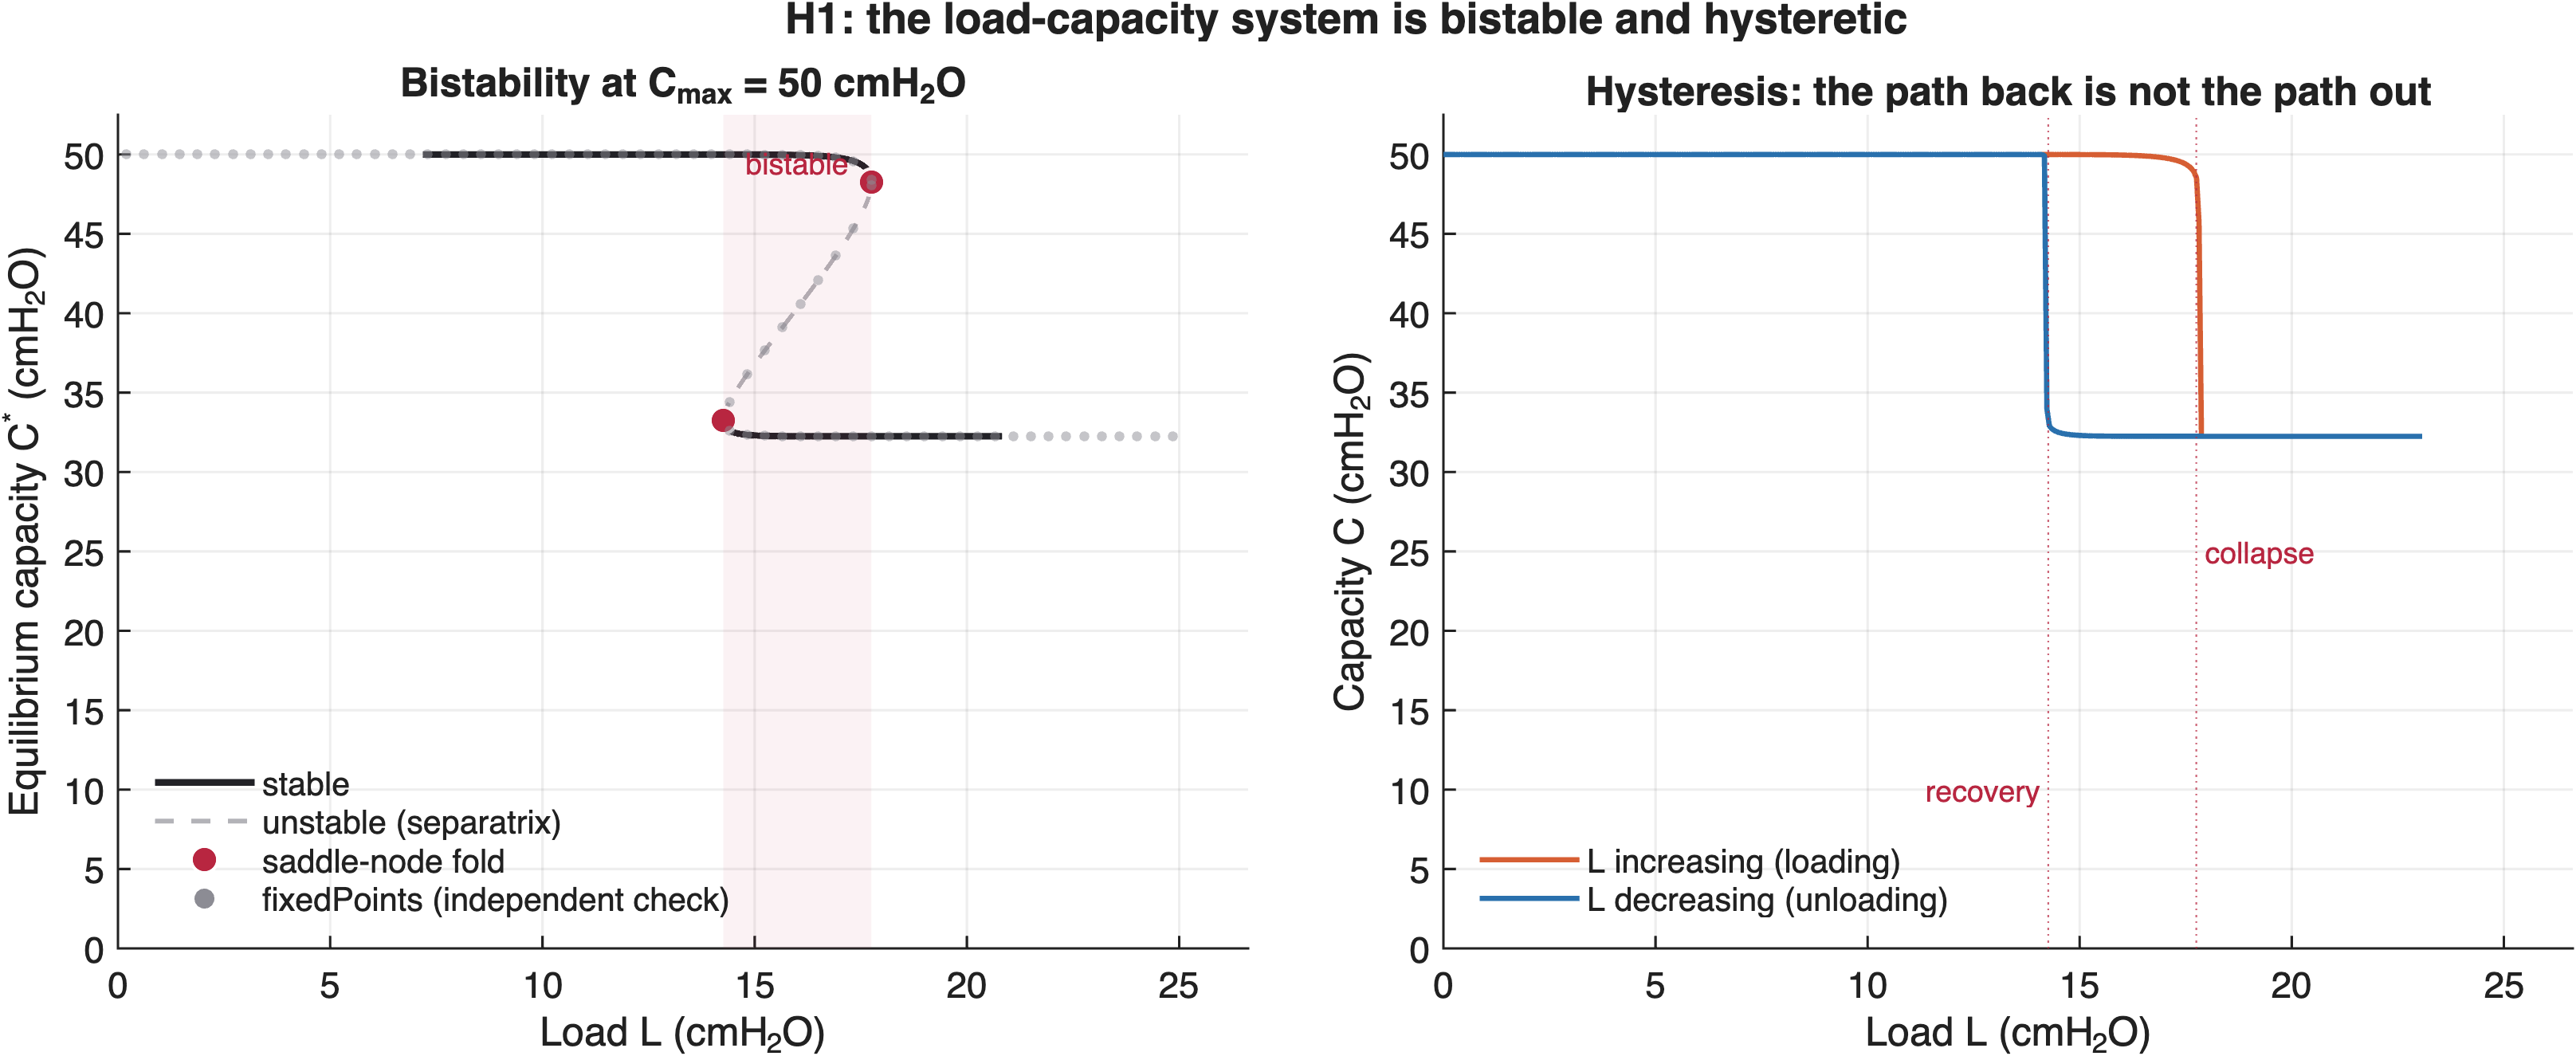 H1: the load-capacity system is bistable and hysteretic
Bistability at Cmax = 50 cmH2O
50
45
40
35
30
25
20
15
10
5
0
Equilibrium capacity C* (cmH2O)
bistable
stable
unstable (separatrix)
saddle-node fold
fixedPoints (independent check)
0 5 10 15 20 25
Load L (cmH2O)
Hysteresis: the path back is not the path out
50
45
40
35
30
25
20
15
10
5
0
Capacity C (cmH2O)
collapse
recovery
L increasing (loading)
L decreasing (unloading)
0 5 10 15 20 25
Load L (cmH2O)